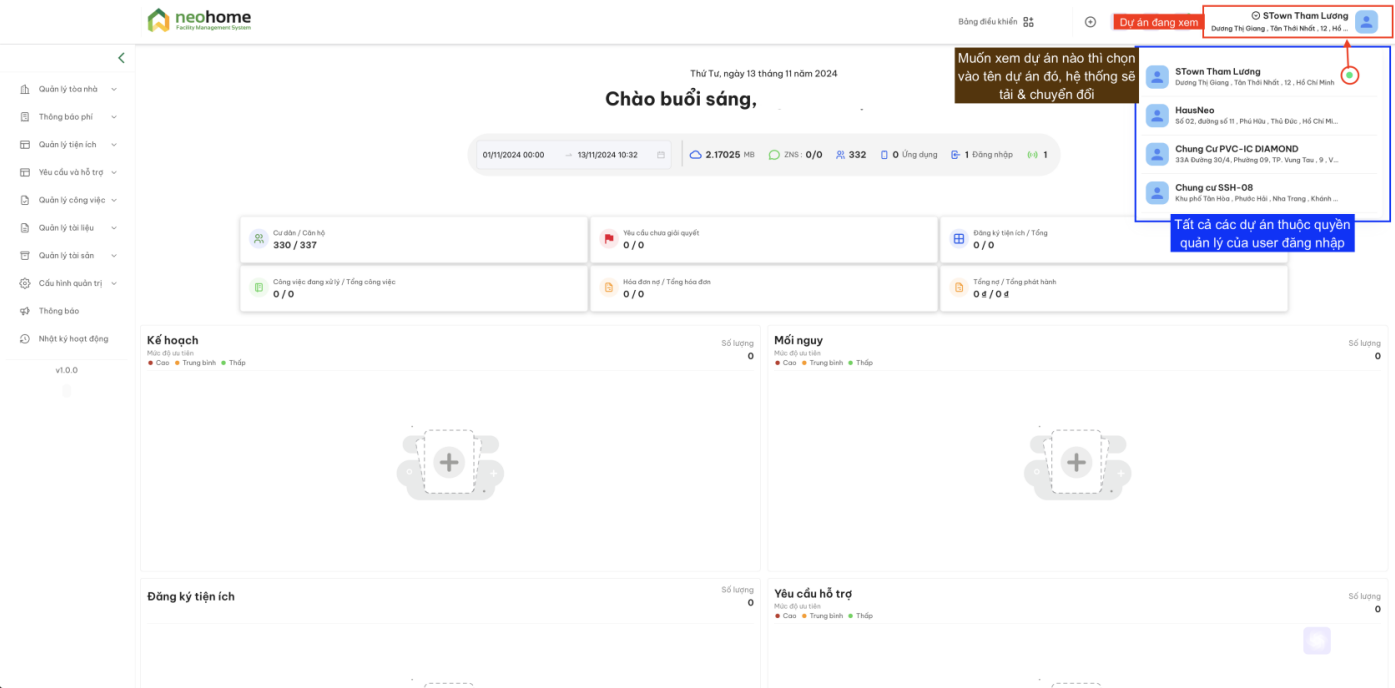 neohome
Facility Management System
Bảng điều khiển
Dự án đang xem
STown Tham Lương
Dương Thị Giang , Tân Thới Nhất , 12 , Hồ ...
Muốn xem dự án nào thì chọn
vào tên dự án đó, hệ thống sẽ
tải & chuyển đổi
STown Tham Lương
Dương Thị Giang , Tân Thới Nhất , 12 , Hồ Chí Minh
HausNeo
Số 02, đường số 11 , Phú Hữu , Thủ Đức , Hồ Chí Mi...
Chung Cư PVC-IC DIAMOND
33A Đường 30/4, Phường 09, TP. Vung Tau , 9 , V...
Chung cư SSH-08
Khu phố Tân Hòa , Phước Hải , Nha Trang , Khánh ...
Tất cả các dự án thuộc quyền
quản lý của user đăng nhập
Quản lý tòa nhà
Thông báo phí
Quản lý tiện ích
Yêu cầu và hỗ trợ
Quản lý công việc
Quản lý tài liệu
Quản lý tài sản
Cấu hình quản trị
Thông báo
Nhật ký hoạt động
v1.0.0
Thứ Tư, ngày 13 tháng 11 năm 2024
Chào buổi sáng,
01/11/2024 00:00 → 13/11/2024 10:32
2.17025 MB ZNS : 0/0 332 0 Ứng dụng 1 Đăng nhập 1
Cư dân / Căn hộ
330 / 337
Yêu cầu chưa giải quyết
0 / 0
Đăng ký tiện ích / Tổng
0 / 0
Công việc đang xử lý / Tổng công việc
0 / 0
Hóa đơn nợ / Tổng hóa đơn
0 / 0
Tổng nợ / Tổng phát hành
0 ₫ / 0 ₫
Kế hoạch
Số lượng
Mức độ ưu tiên
0
Cao Trung bình Thấp
Mối nguy
Số lượng
Mức độ ưu tiên
0
Cao Trung bình Thấp
Đăng ký tiện ích
Số lượng
0
Yêu cầu hỗ trợ
Số lượng
Mức độ ưu tiên
0
Cao Trung bình Thấp